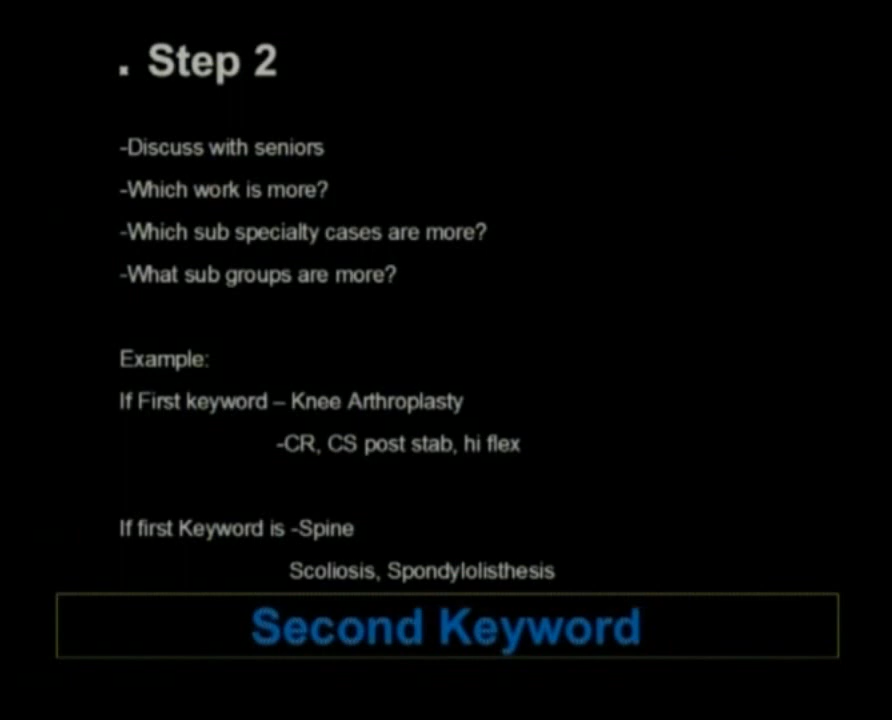 . Step 2
-Discuss with seniors
-Which work is more?
-Which sub specialty cases are more?
-What sub groups are more?
Example:
If First keyword – Knee Arthroplasty
-CR, CS post stab, hi flex
If first Keyword is -Spine
Scoliosis, Spondylolisthesis
Second Keyword